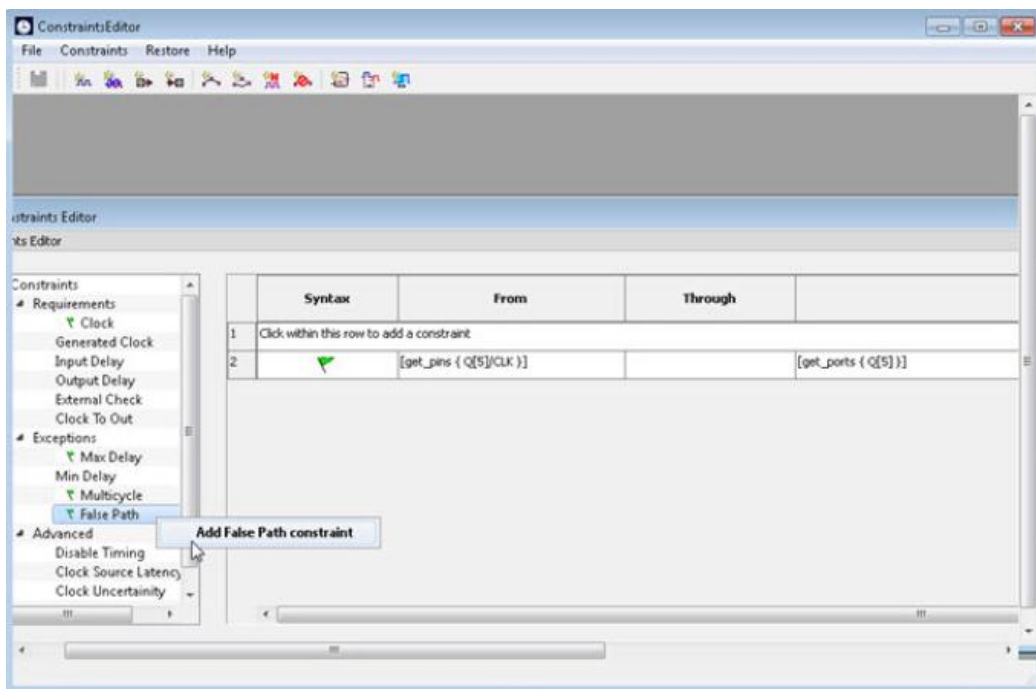 ConstraintsEditor
File Constraints Restore Help
straints Editor
nts Editor
Constraints
Requirements
Clock
Generated Clock
Input Delay
Output Delay
External Check
Clock To Out
Exceptions
Max Delay
Min Delay
Multicycle
False Path
Advanced
Disable Timing
Clock Source Latency
Clock Uncertainity
Add False Path constraint
Syntax From Through
1 Click within this row to add a constraint
2 [get_pins { Q[5]/CLK }] [get_ports { Q[5] }]